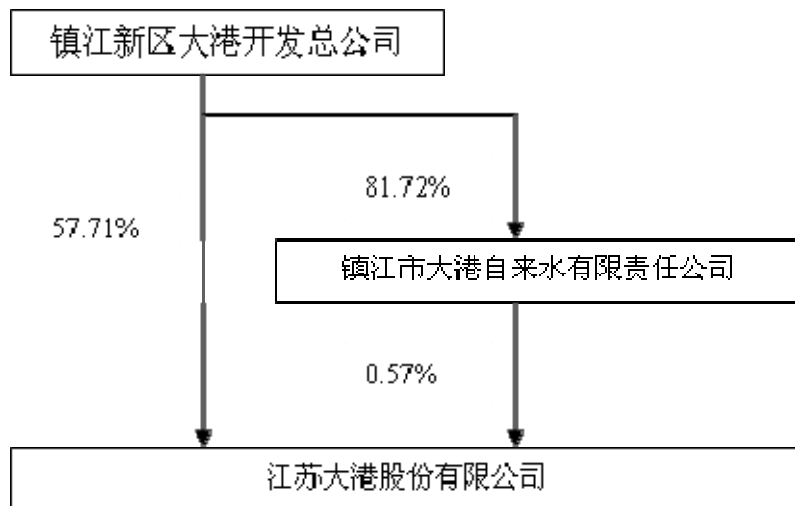 镇江新区大港开发总公司
81.72%
57.71%
镇江市大港自来水有限责任公司
0.57%
江苏大港股份有限公司